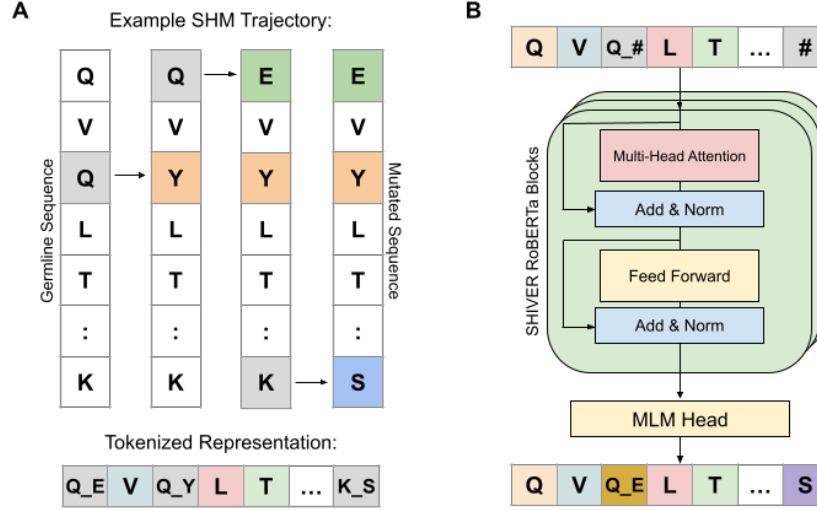 A
Example SHM Trajectory:
Germline Sequence
Q
V
Q
L
T
:
K
Q
V
Y
L
T
:
K
E
V
Y
L
T
:
K
E
V
Y
L
T
:
S
Mutated Sequence
Tokenized Representation:
Q_E V Q_Y L T ... K_S
B
Q V Q_# L T ... #
SHIVER RoBERTa Blocks
Multi-Head Attention
Add & Norm
Feed Forward
Add & Norm
MLM Head
Q V Q_E L T ... S